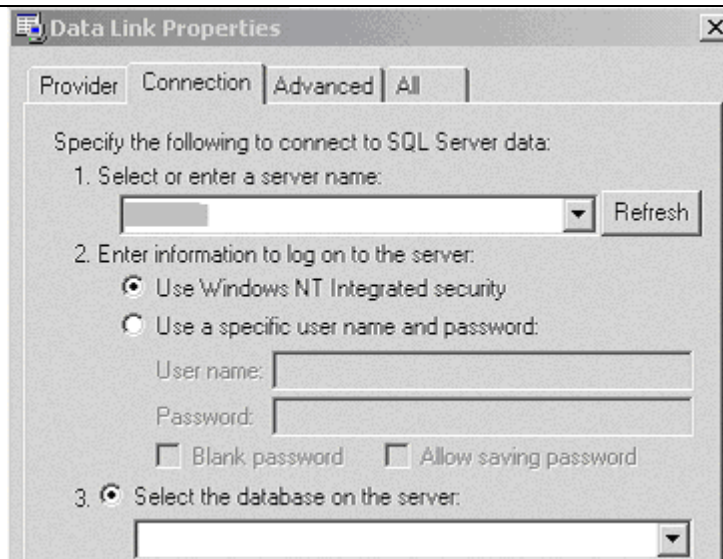 Data Link Properties
Provider Connection Advanced All
Specify the following to connect to SQL Server data:
1. Select or enter a server name:
Refresh
2. Enter information to log on to the server:
Use Windows NT Integrated security
Use a specific user name and password:
User name:
Password:
Blank password Allow saving password
3. Select the database on the server: